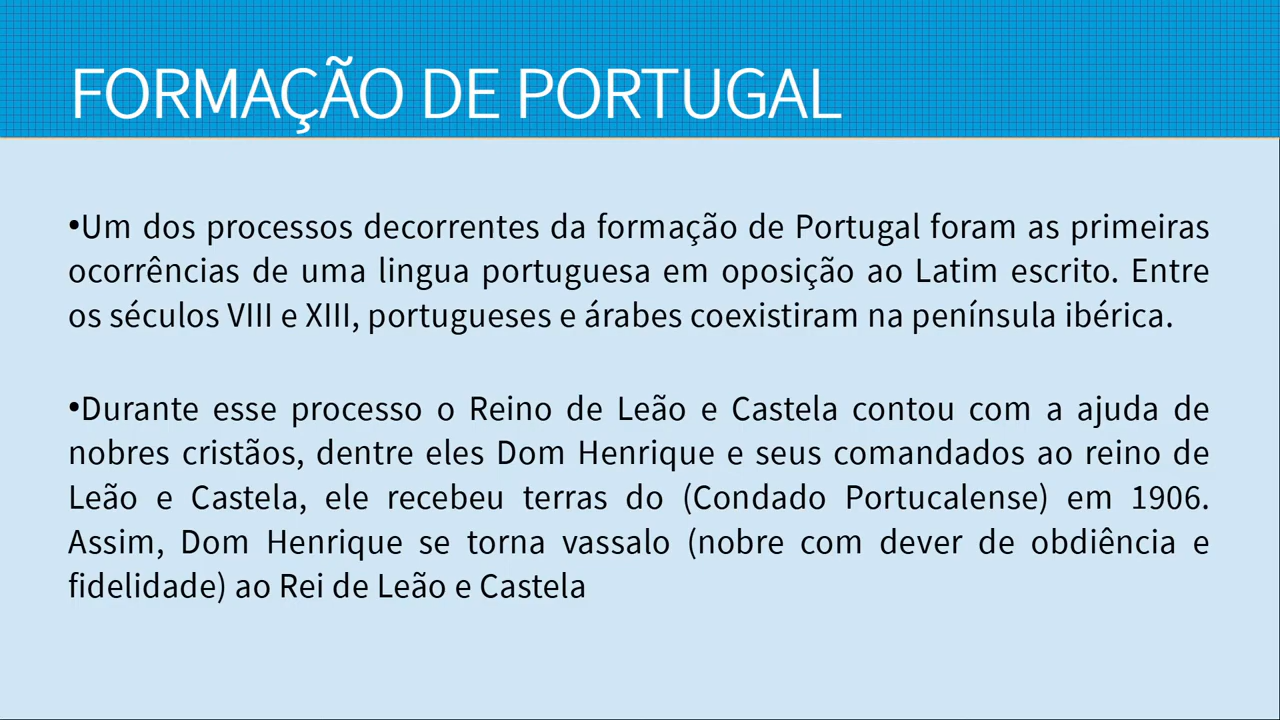 FORMAÇÃO DE PORTUGAL
•Um dos processos decorrentes da formação de Portugal foram as primeiras
ocorrências de uma lingua portuguesa em oposição ao Latim escrito. Entre
os séculos VIII e XIII, portugueses e árabes coexistiram na península ibérica.
•Durante esse processo o Reino de Leão e Castela contou com a ajuda de
nobres cristãos, dentre eles Dom Henrique e seus comandados ao reino de
Leão e Castela, ele recebeu terras do (Condado Portucalense) em 1906.
Assim, Dom Henrique se torna vassalo (nobre com dever de obdiência e
fidelidade) ao Rei de Leão e Castela